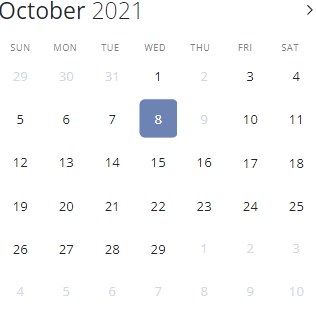 October 2021
SUN MON TUE WED THU FRI SAT
29 30 31 1 2 3 4
5 6 7 8 9 10 11
12 13 14 15 16 17 18
19 20 21 22 23 24 25
26 27 28 29 1 2 3
4 5 6 7 8 9 10